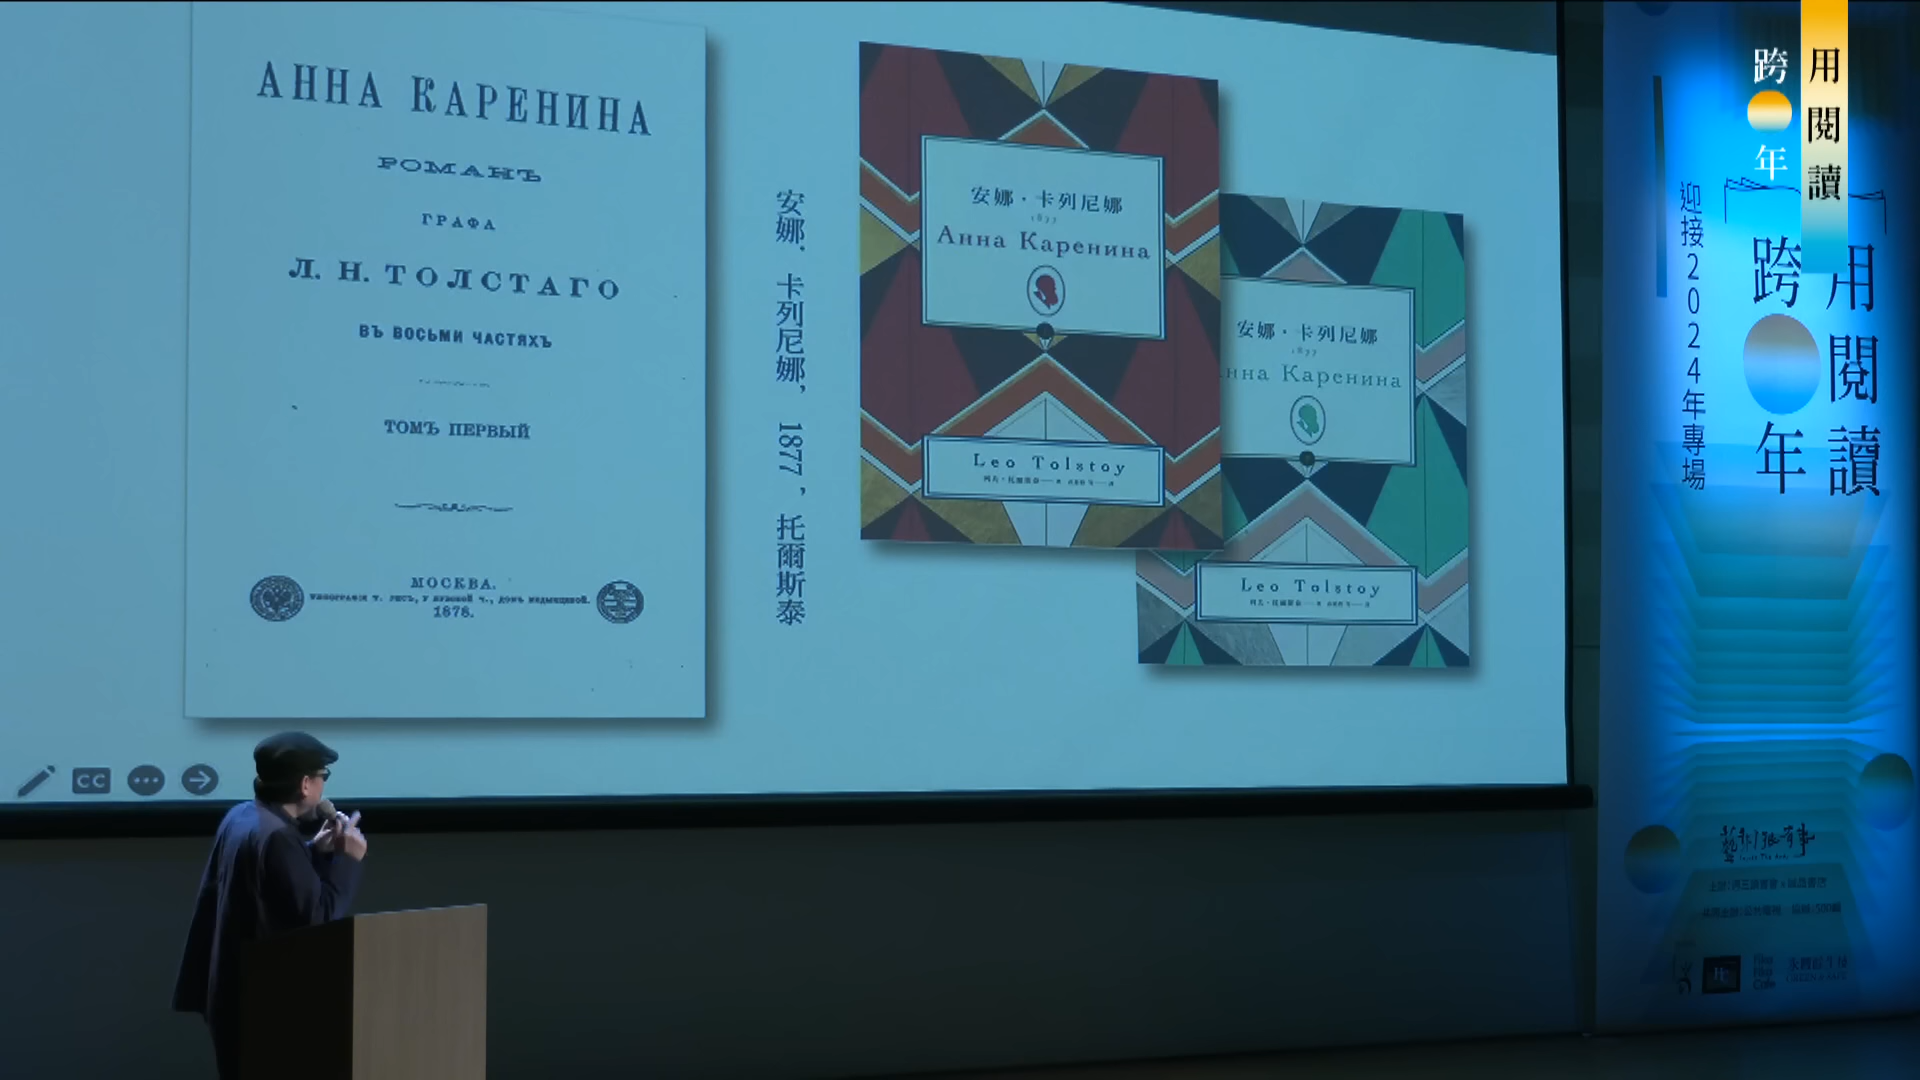 АННА КАРЕНИНА
РОМАНЪ
ГРАФА
Л. Н. ТОЛСТАГО
ВЪ ВОСЬМИ ЧАСТЯХЪ
ТОМЪ ПЕРВЫЙ
МОСКВА.
1878.
安娜．卡列尼娜，1877，托爾斯泰
安娜·卡列尼娜
1877
Анна Каренина
Leo Tolstoy
安娜·卡列尼娜
1877
нна Каренина
Leo Tolstoy
CC
用閱讀
跨年
用閱讀
跨年
迎接2024年專場